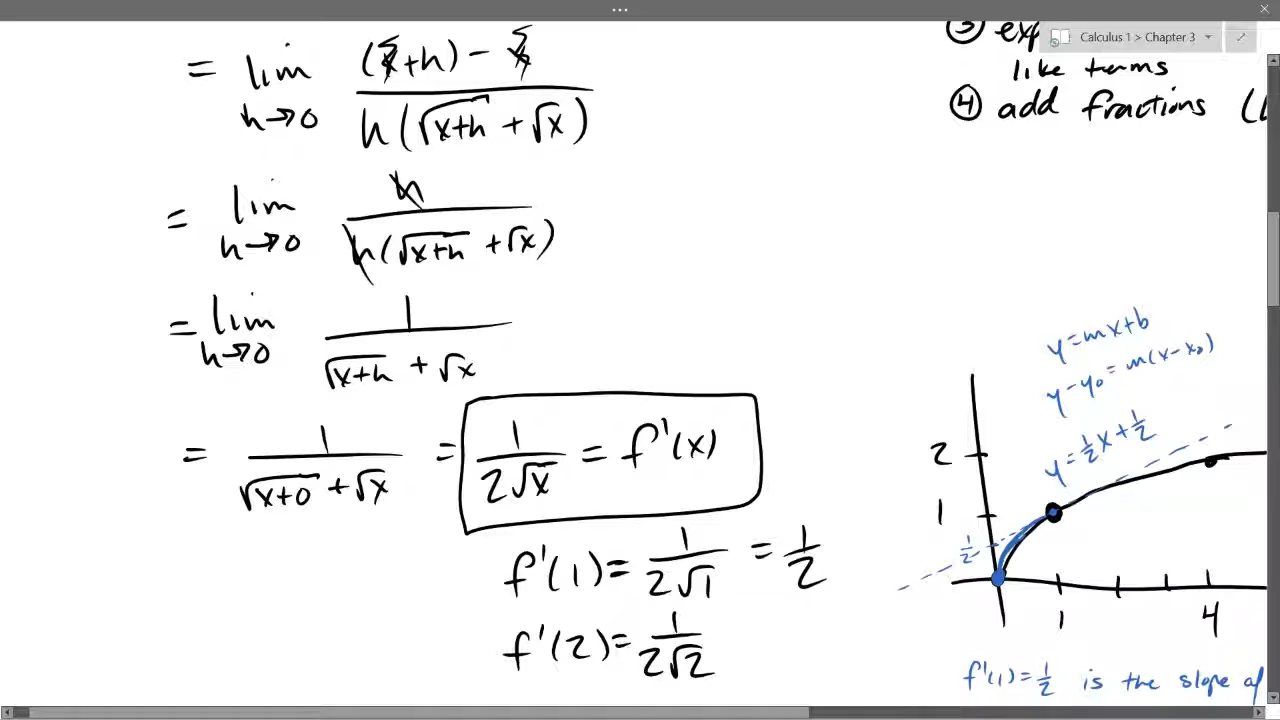 = lim h→0 ((x+h) - x)/(h(√(x+h) + √x))
= lim h→0 h/(h(√(x+h) + √x))
= lim h→0 1/(√(x+h) + √x)
= 1/(√(x+0) + √x) = 1/(2√x) = f'(x)
f'(1) = 1/(2√1) = 1/2
f'(2) = 1/(2√2)
③
like terms
④ add fractions
Calculus 1 > Chapter 3
y=mx+b
y-y₀=m(x-x₀)
y=1/2x+1/2
2
1
1/2
1 4
f'(1)=1/2 is the slope of